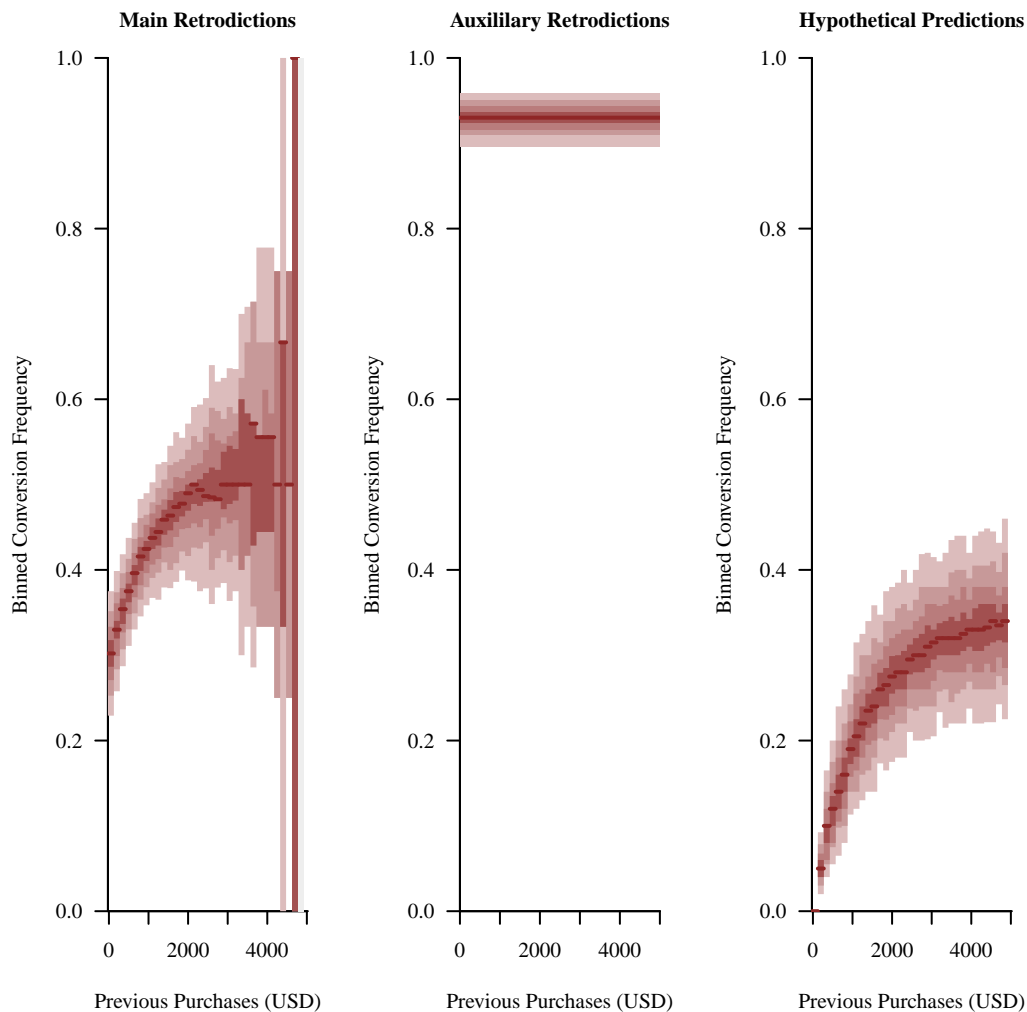 Main Retrodictions
Binned Conversion Frequency
1.0
0.8
0.6
0.4
0.2
0.0
0 2000 4000
Previous Purchases (USD)
Auxililary Retrodictions
Binned Conversion Frequency
1.0
0.8
0.6
0.4
0.2
0.0
0 2000 4000
Previous Purchases (USD)
Hypothetical Predictions
Binned Conversion Frequency
1.0
0.8
0.6
0.4
0.2
0.0
0 2000 4000
Previous Purchases (USD)